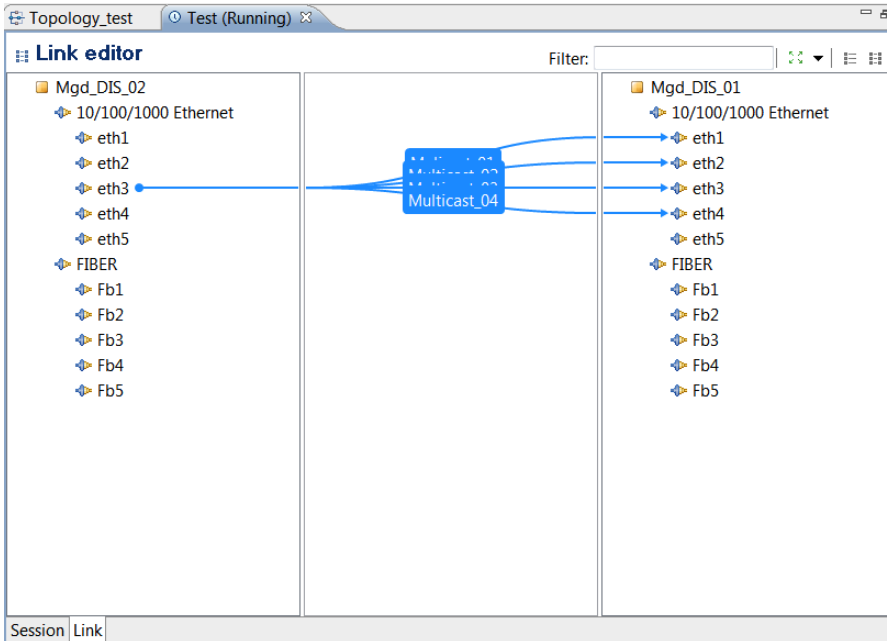 Topology_test
Test (Running)
Link editor
Filter:
Mgd_DIS_02
10/100/1000 Ethernet
eth1
eth2
eth3
eth4
eth5
FIBER
Fb1
Fb2
Fb3
Fb4
Fb5
Multicast_04
Mgd_DIS_01
10/100/1000 Ethernet
eth1
eth2
eth3
eth4
eth5
FIBER
Fb1
Fb2
Fb3
Fb4
Fb5
Session
Link